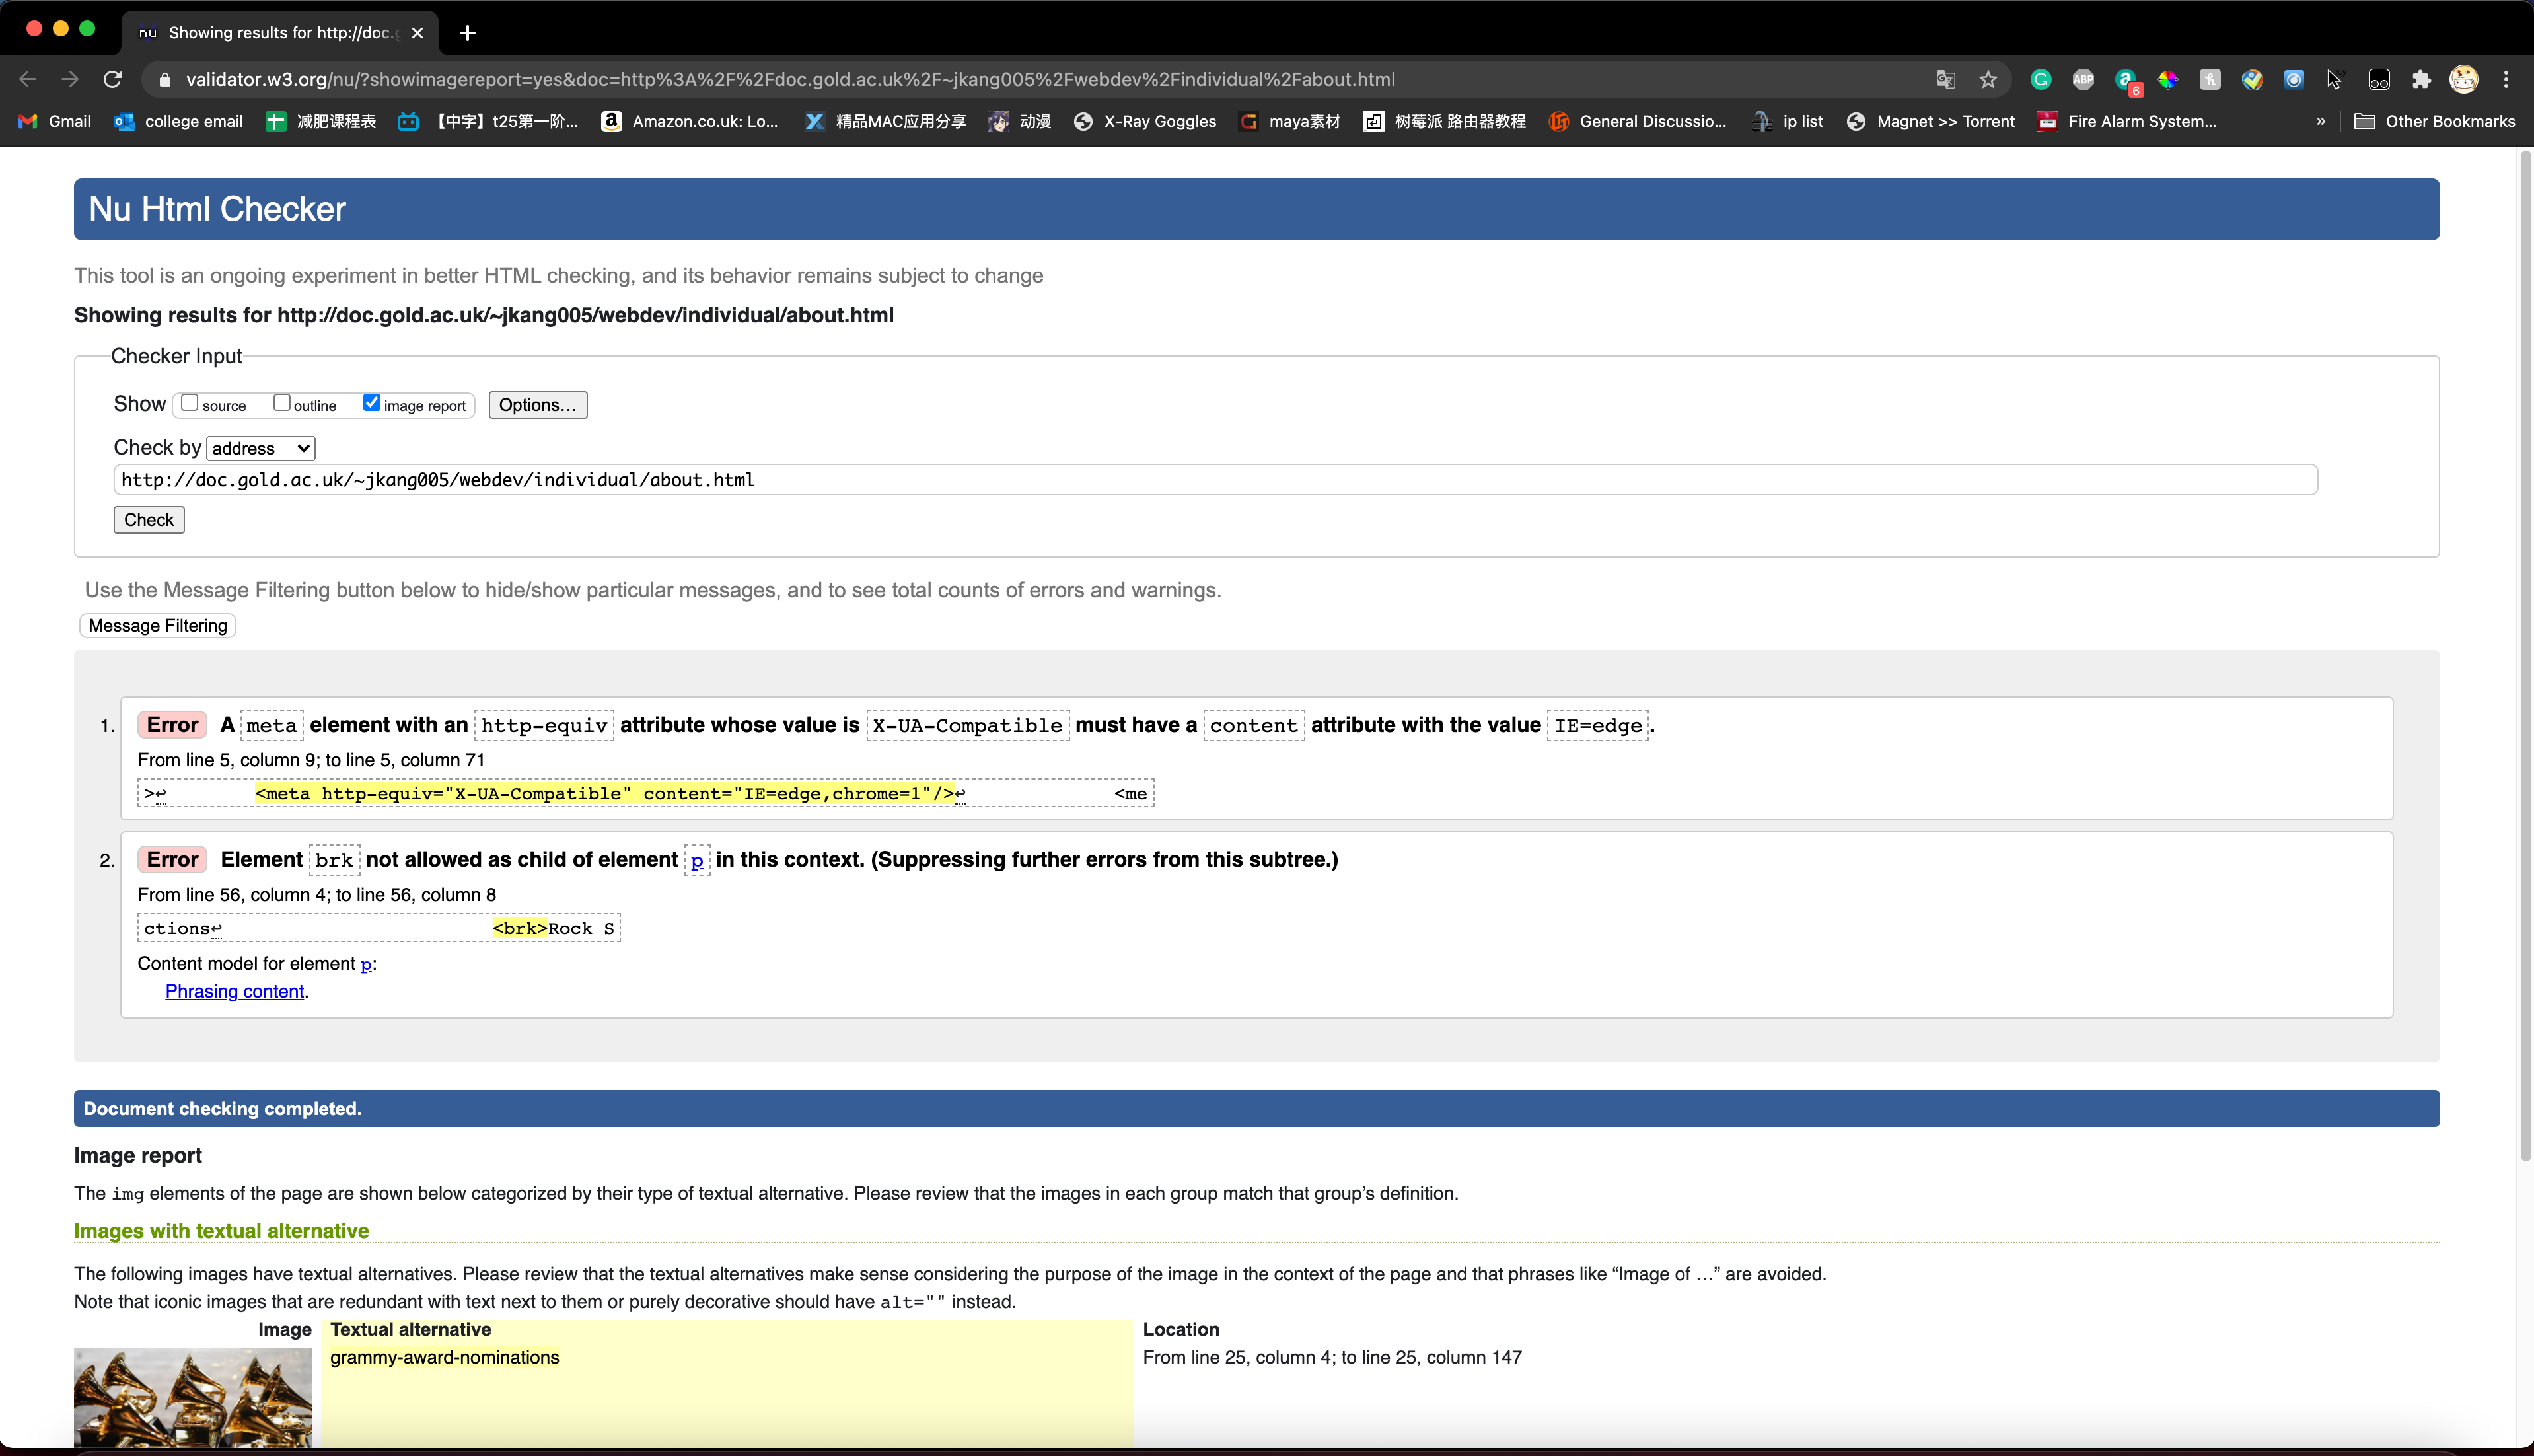 nu Showing results for http://doc.g
validator.w3.org/nu/?showimagereport=yes&doc=http%3A%2F%2Fdoc.gold.ac.uk%2F~jkang005%2Fwebdev%2Findividual%2Fabout.html
ABP 6
Gmail college email 减肥课程表 【中字】t25第一阶... Amazon.co.uk: Lo... 精品MAC应用分享 动漫 X-Ray Goggles maya素材 树莓派 路由器教程 General Discussio... ip list Magnet >> Torrent Fire Alarm System... » Other Bookmarks
Nu Html Checker
This tool is an ongoing experiment in better HTML checking, and its behavior remains subject to change
Showing results for http://doc.gold.ac.uk/~jkang005/webdev/individual/about.html
Checker Input
Show source outline image report Options...
Check by address
http://doc.gold.ac.uk/~jkang005/webdev/individual/about.html
Check
Use the Message Filtering button below to hide/show particular messages, and to see total counts of errors and warnings.
Message Filtering
1. Error A meta element with an http-equiv attribute whose value is X-UA-Compatible must have a content attribute with the value IE=edge.
From line 5, column 9; to line 5, column 71
>↩ <meta http-equiv="X-UA-Compatible" content="IE=edge,chrome=1"/>↩ <me
2. Error Element brk not allowed as child of element p in this context. (Suppressing further errors from this subtree.)
From line 56, column 4; to line 56, column 8
ctions↩ <brk>Rock S
Content model for element p:
Phrasing content.
Document checking completed.
Image report
The img elements of the page are shown below categorized by their type of textual alternative. Please review that the images in each group match that group’s definition.
Images with textual alternative
The following images have textual alternatives. Please review that the textual alternatives make sense considering the purpose of the image in the context of the page and that phrases like “Image of …” are avoided.
Note that iconic images that are redundant with text next to them or purely decorative should have alt="" instead.
Image Textual alternative Location
grammy-award-nominations From line 25, column 4; to line 25, column 147